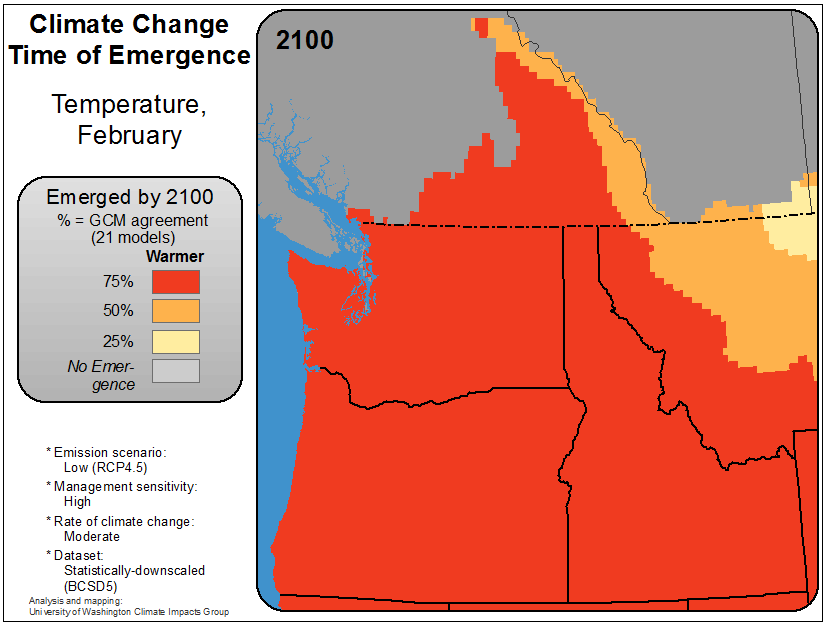 Climate Change
Time of Emergence
Temperature,
February
Emerged by 2100
% = GCM agreement
(21 models)
Warmer
75%
50%
25%
No Emer-
gence
* Emission scenario:
Low (RCP4.5)
* Management sensitivity:
High
* Rate of climate change:
Moderate
* Dataset:
Statistically-downscaled
(BCSD5)
Analysis and mapping:
University of Washington Climate Impacts Group
2100